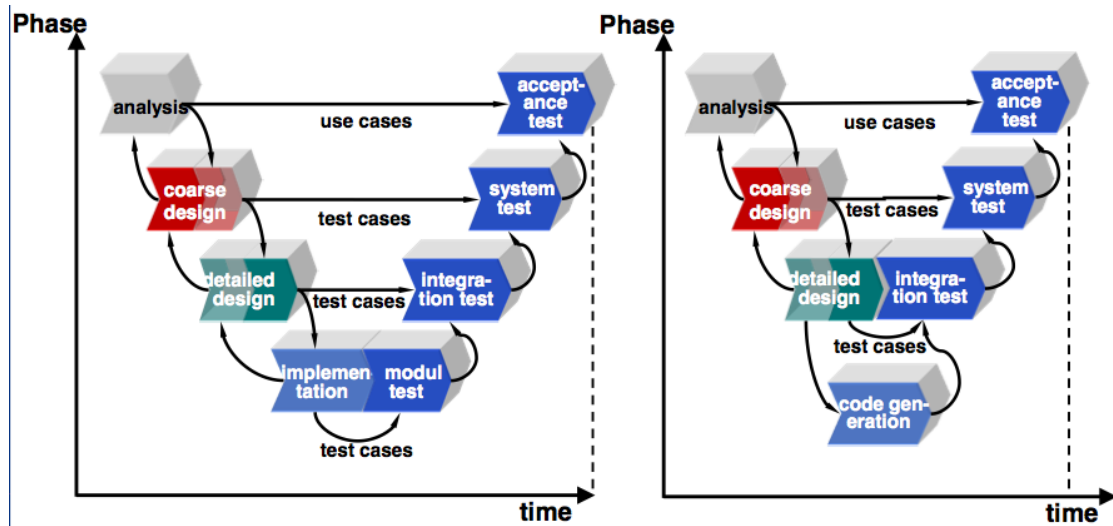 Phase
analysis
accept-
ance
test
use cases
coarse
design
system
test
test cases
detailed
design
integra-
tion test
test cases
implemen-
tation
modul
test
test cases
time
Phase
analysis
accept-
ance
test
use cases
coarse
design
system
test
test cases
detailed
design
integra-
tion test
test cases
code gen-
eration
time